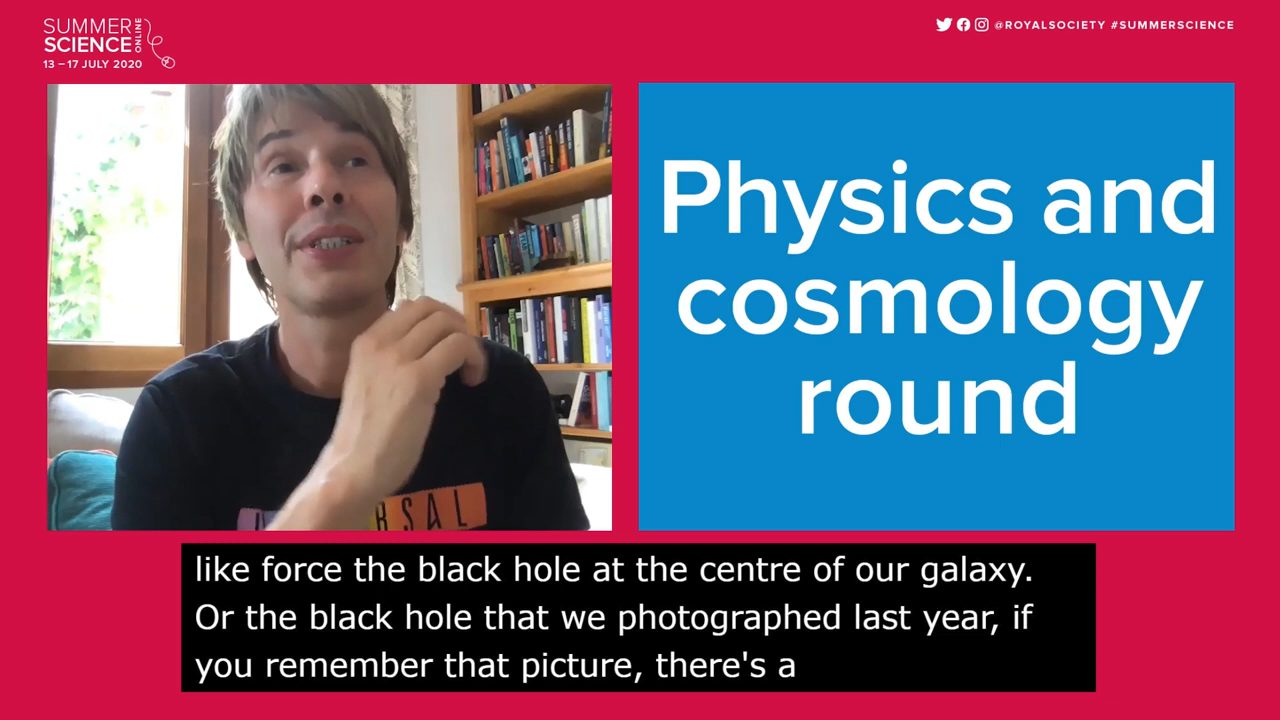 SUMMER
SCIENCE
ONLINE
13 – 17 JULY 2020
@ROYALSOCIETY #SUMMERSCIENCE
Physics and
cosmology
round
like force the black hole at the centre of our galaxy.
Or the black hole that we photographed last year, if
you remember that picture, there's a